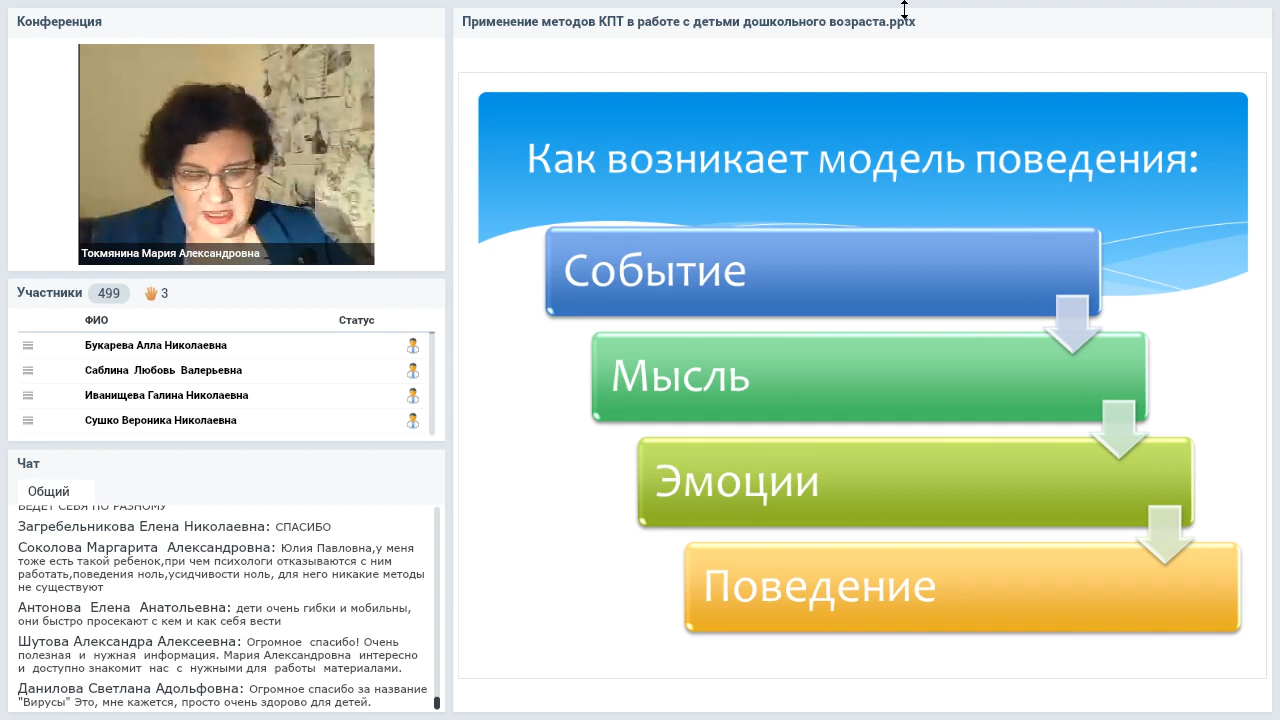 Конференция
Токмянина Мария Александровна
Участники 499 3
ФИО Статус
Букарева Алла Николаевна
Саблина Любовь Валерьевна
Иванищева Галина Николаевна
Сушко Вероника Николаевна
Чат
Общий
ВЕДЕТ СЕБЯ ПО РАЗНОМУ
Загребельникова Елена Николаевна: СПАСИБО
Соколова Маргарита Александровна: Юлия Павловна,у меня
тоже есть такой ребенок,при чем психологи отказываются с ним
работать,поведения ноль,усидчивости ноль, для него никакие методы
не существуют
Антонова Елена Анатольевна: дети очень гибки и мобильны,
они быстро просекают с кем и как себя вести
Шутова Александра Алексеевна: Огромное спасибо! Очень
полезная и нужная информация. Мария Александровна интересно
и доступно знакомит нас с нужными для работы материалами.
Данилова Светлана Адольфовна: Огромное спасибо за название
"Вирусы" Это, мне кажется, просто очень здорово для детей.
Применение методов КПТ в работе с детьми дошкольного возраста.pptx
Как возникает модель поведения:
Событие
Мысль
Эмоции
Поведение